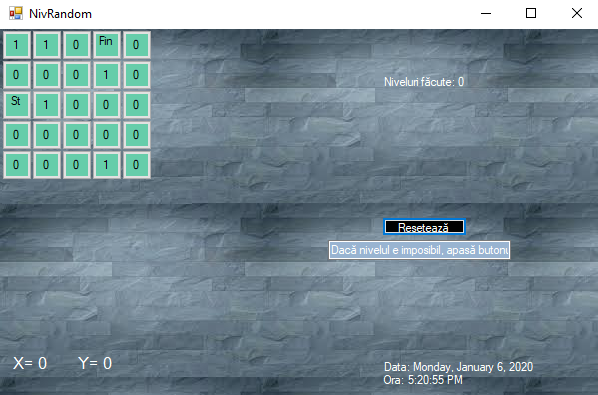 NivRandom
1 1 0 Fin 0
0 0 0 1 0
St 1 0 0 0
0 0 0 0 0
0 0 0 1 0
Niveluri făcute: 0
Resetează
Dacă nivelul e imposibil, apasă butonu
X= 0 Y= 0
Data: Monday, January 6, 2020
Ora: 5:20:55 PM